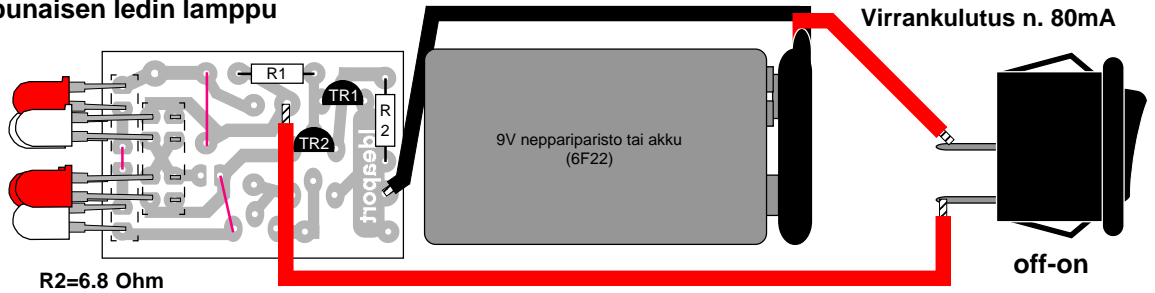 punaisen ledin lamppu
Virrankulutus n. 80mA
R1
TR1
R
2
TR2
9V neppariparisto tai akku
(6F22)
off-on
R2=6.8 Ohm